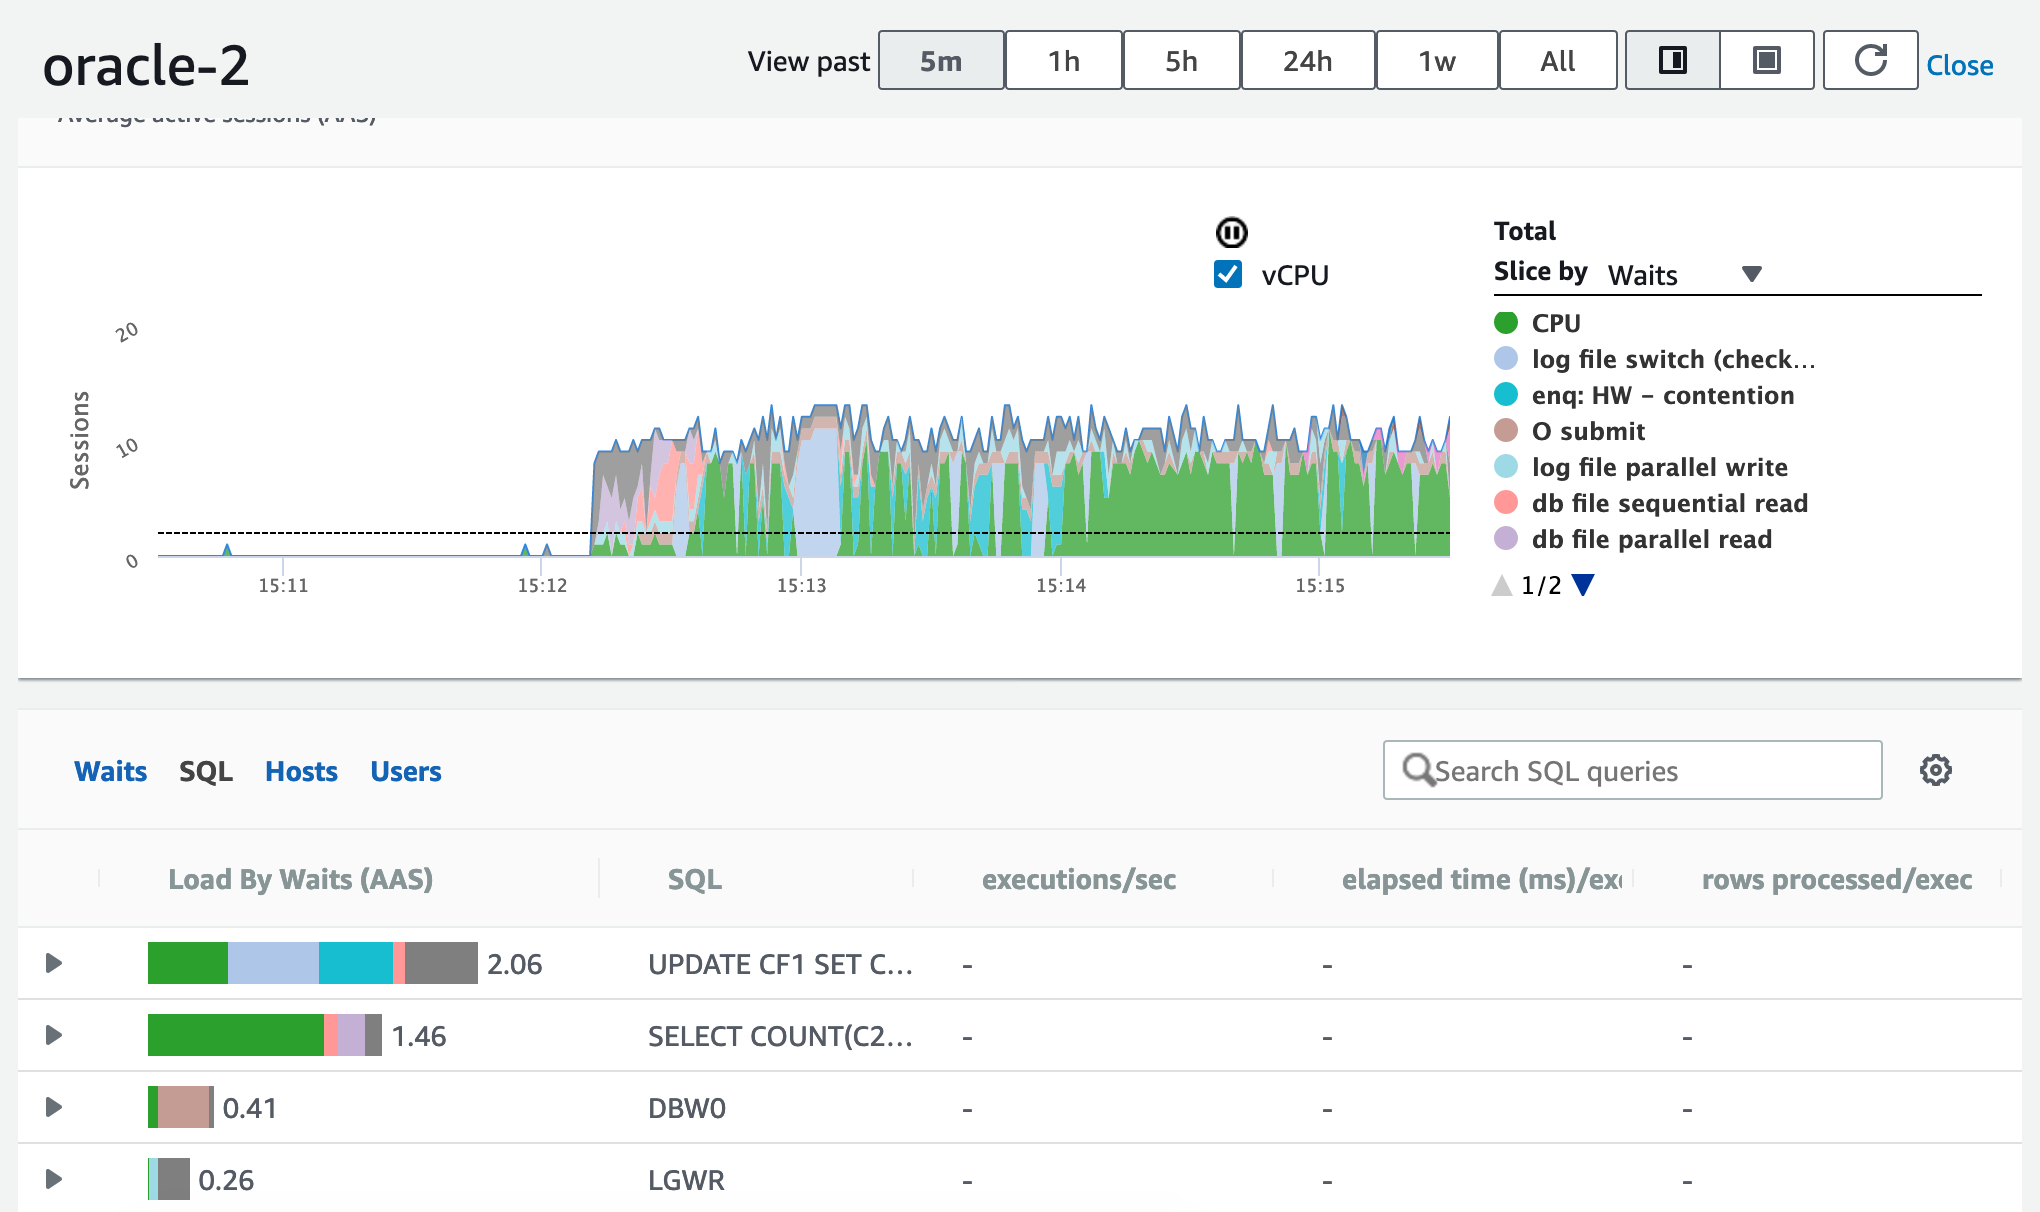 oracle-2
View past 5m 1h 5h 24h 1w All Close
Average active sessions (AAS)
vCPU
Total
Slice by Waits
CPU
log file switch (check...
enq: HW - contention
O submit
log file parallel write
db file sequential read
db file parallel read
1/2
Sessions
20
10
0
15:11 15:12 15:13 15:14 15:15
Waits SQL Hosts Users
Search SQL queries
Load By Waits (AAS) SQL executions/sec elapsed time (ms)/ex rows processed/exec
2.06 UPDATE CF1 SET C... - - -
1.46 SELECT COUNT(C2... - - -
0.41 DBW0 - - -
0.26 LGWR - - -